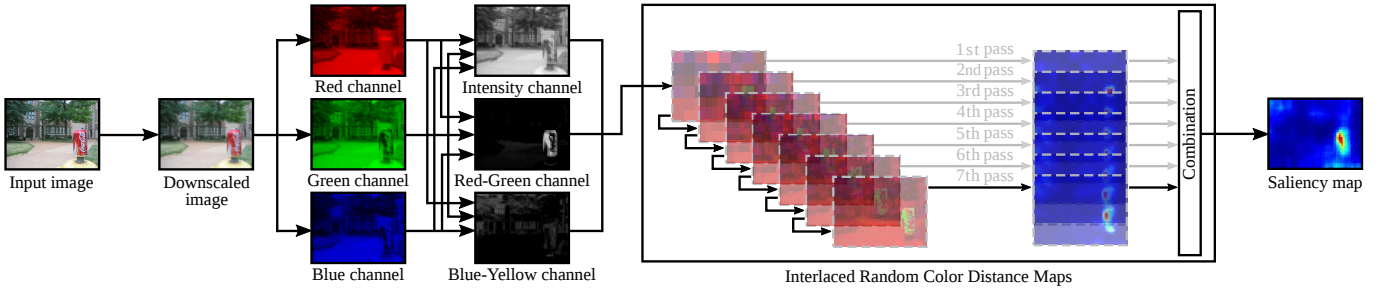 Input image
Downscaled
image
Red channel
Green channel
Blue channel
Intensity channel
Red-Green channel
Blue-Yellow channel
1st pass
2nd pass
3rd pass
4th pass
5th pass
6th pass
7th pass
Combination
Interlaced Random Color Distance Maps
Saliency map